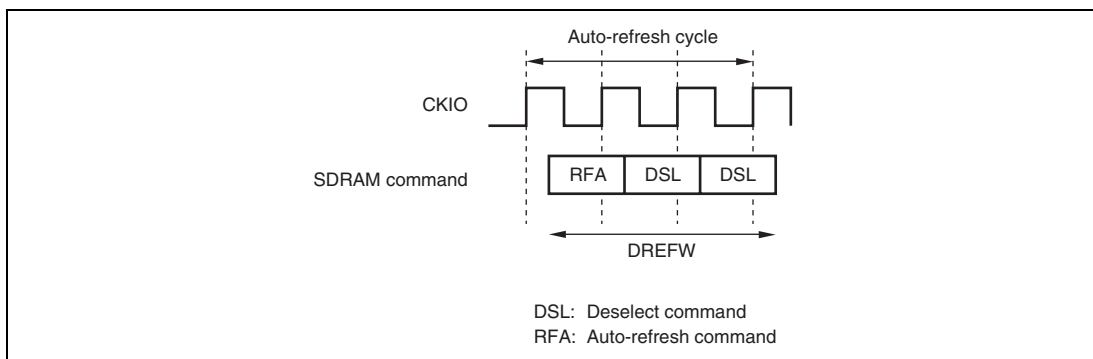 Auto-refresh cycle
CKIO
SDRAM command
RFA DSL DSL
DREFW
DSL: Deselect command
RFA: Auto-refresh command